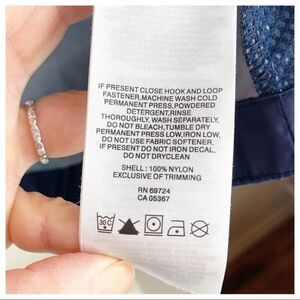 IF PRESENT CLOSE HOOK AND LOOP
FASTENER,MACHINE WASH COLD
PERMANENT PRESS,POWDERED
DETERGENT,RINSE
THOROUGHLY, WASH SEPARATELY,
DO NOT BLEACH,TUMBLE DRY
PERMANENT PRESS LOW,IRON LOW,
DO NOT USE FABRIC SOFTENER,
IF PRESENT DO NOT IRON DECAL,
DO NOT DRYCLEAN
SHELL : 100% NYLON
EXCLUSIVE OF TRIMMING
RN 69724
CA 05367
30C